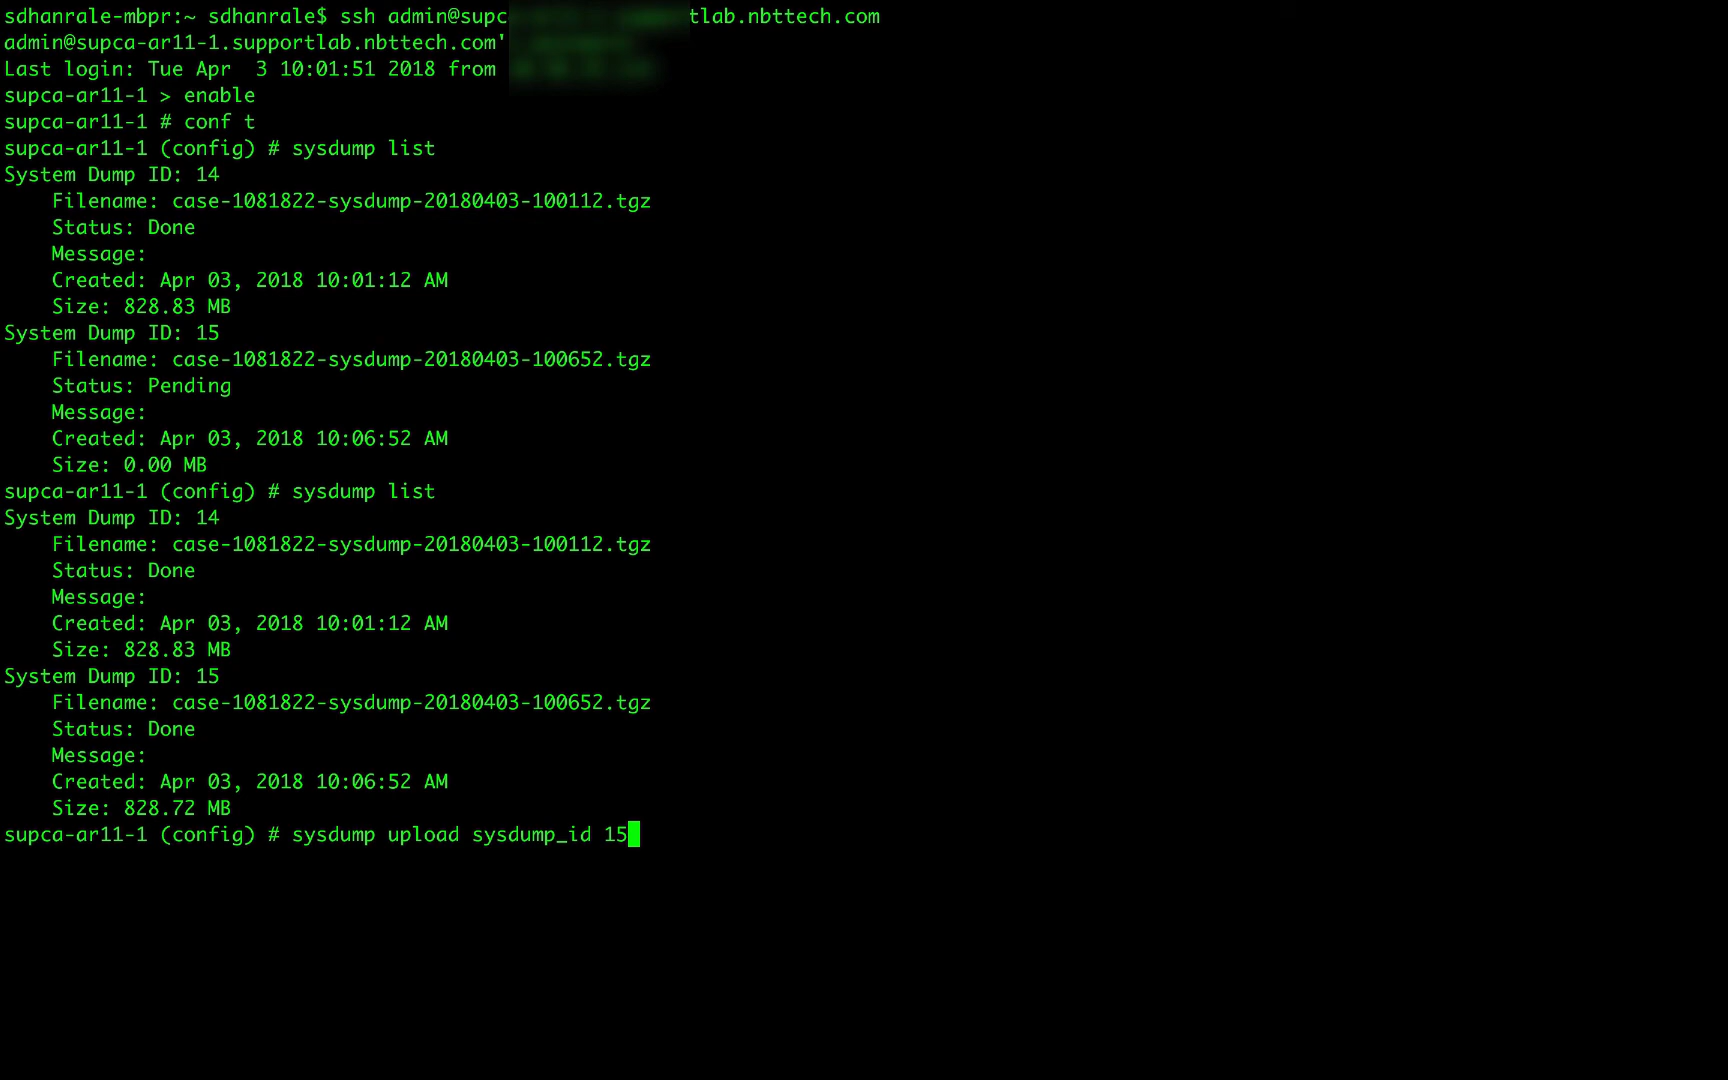 sdhanrale-mbpr:~ sdhanrale$ ssh admin@supc tlab.nbttech.com
admin@supca-ar11-1.supportlab.nbttech.com'
Last login: Tue Apr  3 10:01:51 2018 from
supca-ar11-1 > enable
supca-ar11-1 # conf t
supca-ar11-1 (config) # sysdump list
System Dump ID: 14
    Filename: case-1081822-sysdump-20180403-100112.tgz
    Status: Done
    Message:
    Created: Apr 03, 2018 10:01:12 AM
    Size: 828.83 MB
System Dump ID: 15
    Filename: case-1081822-sysdump-20180403-100652.tgz
    Status: Pending
    Message:
    Created: Apr 03, 2018 10:06:52 AM
    Size: 0.00 MB
supca-ar11-1 (config) # sysdump list
System Dump ID: 14
    Filename: case-1081822-sysdump-20180403-100112.tgz
    Status: Done
    Message:
    Created: Apr 03, 2018 10:01:12 AM
    Size: 828.83 MB
System Dump ID: 15
    Filename: case-1081822-sysdump-20180403-100652.tgz
    Status: Done
    Message:
    Created: Apr 03, 2018 10:06:52 AM
    Size: 828.72 MB
supca-ar11-1 (config) # sysdump upload sysdump_id 15